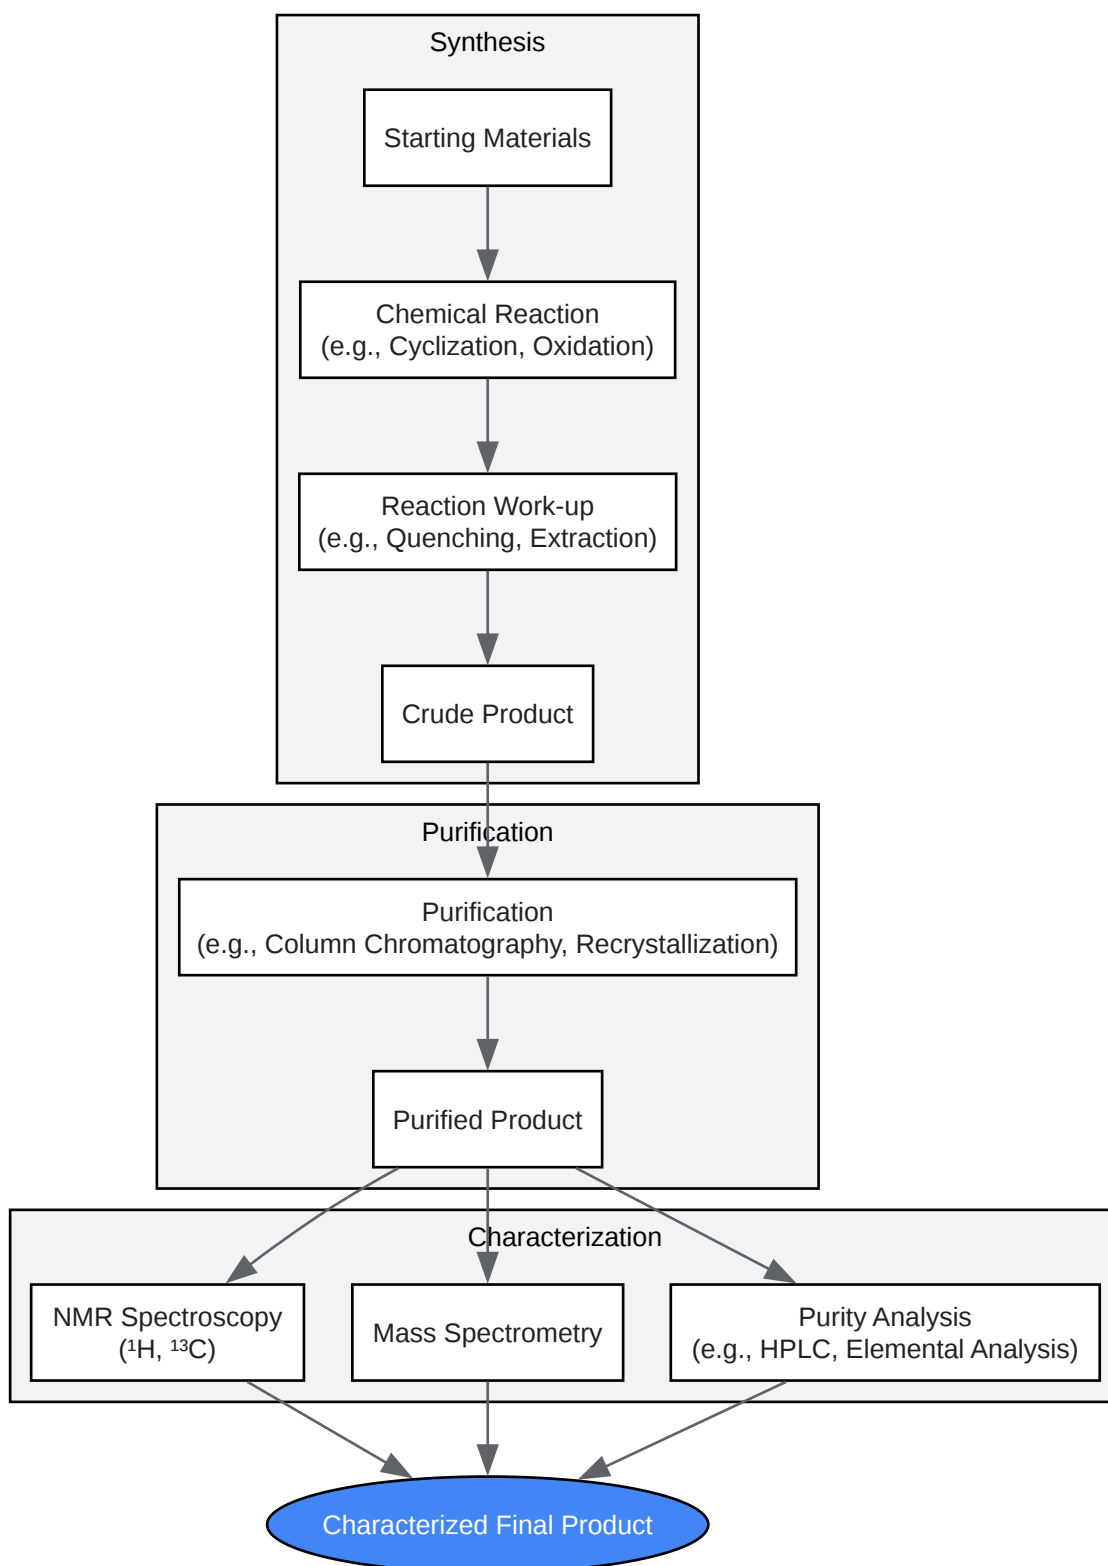 Synthesis
Starting Materials
Chemical Reaction
(e.g., Cyclization, Oxidation)
Reaction Work-up
(e.g., Quenching, Extraction)
Crude Product
Purification
Purification
(e.g., Column Chromatography, Recrystallization)
Purified Product
Characterization
NMR Spectroscopy
(¹H, ¹³C)
Mass Spectrometry
Purity Analysis
(e.g., HPLC, Elemental Analysis)
Characterized Final Product